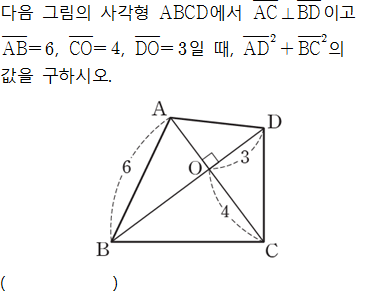 다음 그림의 사각형 ABCD에서 AC⊥BD이고
AB=6, CO=4, DO=3일 때, AD²+BC²의
값을 구하시오.
A
D
6
O
3
4
B
C
( )